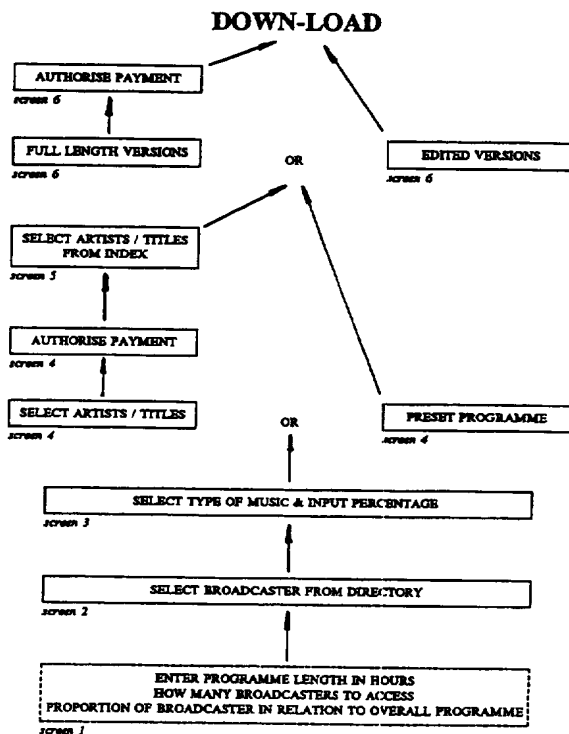 DOWN-LOAD
AUTHORISE PAYMENT
screen 6
FULL LENGTH VERSIONS
screen 6
OR
EDITED VERSIONS
screen 6
SELECT ARTISTS / TITLES
FROM INDEX
screen 5
AUTHORISE PAYMENT
screen 4
SELECT ARTISTS / TITLES
screen 4
OR
PRESET PROGRAMME
screen 4
SELECT TYPE OF MUSIC & INPUT PERCENTAGE
screen 3
SELECT BROADCASTER FROM DIRECTORY
screen 2
ENTER PROGRAMME LENGTH IN HOURS
HOW MANY BROADCASTERS TO ACCESS
PROPORTION OF BROADCASTER IN RELATION TO OVERALL PROGRAMME
screen 1